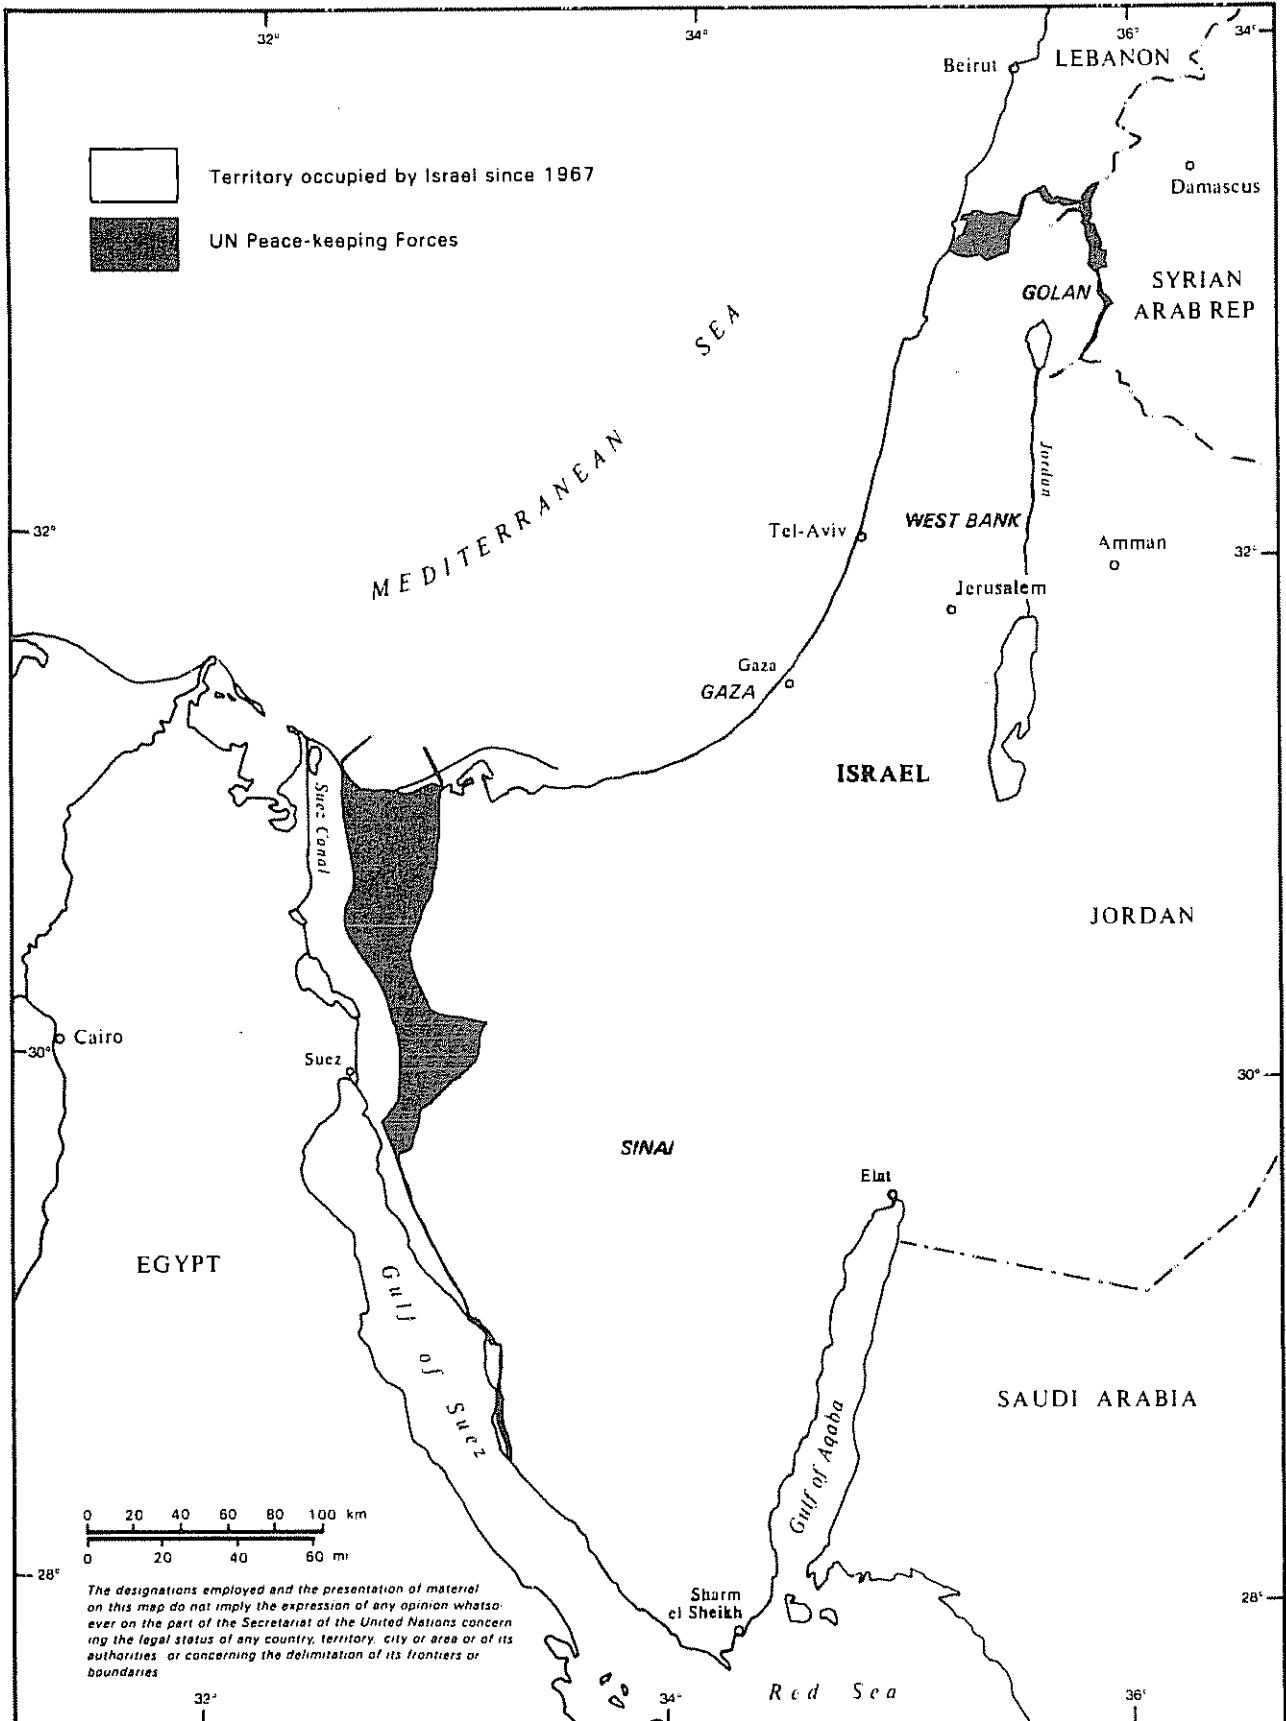 32°
34°
36°
34°
Beirut
LEBANON
Territory occupied by Israel since 1967
Damascus
UN Peace-keeping Forces
SYRIAN
ARAB REP
GOLAN
MEDITERRANEAN SEA
Jordan
32°
Tel-Aviv
WEST BANK
Amman
32°
Jerusalem
Gaza
GAZA
ISRAEL
Suez Canal
JORDAN
Cairo
30°
Suez
30°
SINAI
Elat
EGYPT
Gulf of Suez
SAUDI ARABIA
Gulf of Aqaba
0 20 40 60 80 100 km
0 20 40 60 mi
28°
28°
The designations employed and the presentation of material
on this map do not imply the expression of any opinion whatso-
ever on the part of the Secretariat of the United Nations concern
ing the legal status of any country, territory, city or area or of its
authorities or concerning the delimitation of its frontiers or
boundaries
Sharm
el Sheikh
Red Sea
32°
34°
36°